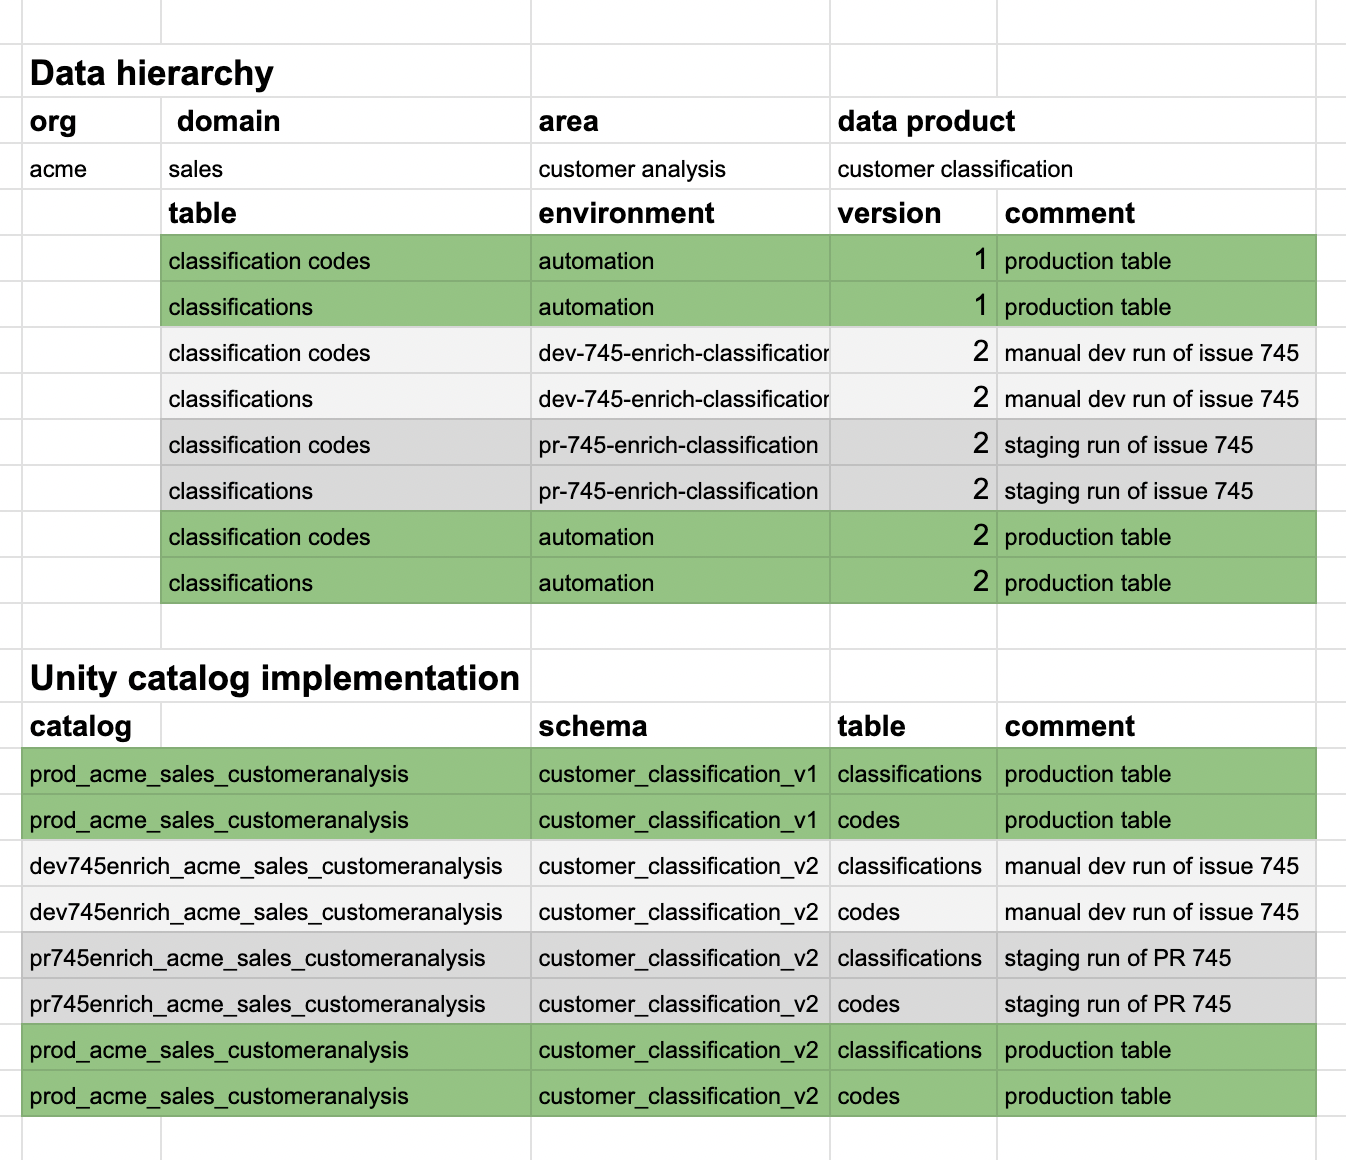 Data hierarchy
org domain area data product
acme sales customer analysis customer classification
table environment version comment
classification codes automation 1 production table
classifications automation 1 production table
classification codes dev-745-enrich-classification 2 manual dev run of issue 745
classifications dev-745-enrich-classification 2 manual dev run of issue 745
classification codes pr-745-enrich-classification 2 staging run of issue 745
classifications pr-745-enrich-classification 2 staging run of issue 745
classification codes automation 2 production table
classifications automation 2 production table
Unity catalog implementation
catalog schema table comment
prod_acme_sales_customeranalysis customer_classification_v1 classifications production table
prod_acme_sales_customeranalysis customer_classification_v1 codes production table
dev745enrich_acme_sales_customeranalysis customer_classification_v2 classifications manual dev run of issue 745
dev745enrich_acme_sales_customeranalysis customer_classification_v2 codes manual dev run of issue 745
pr745enrich_acme_sales_customeranalysis customer_classification_v2 classifications staging run of PR 745
pr745enrich_acme_sales_customeranalysis customer_classification_v2 codes staging run of PR 745
prod_acme_sales_customeranalysis customer_classification_v2 classifications production table
prod_acme_sales_customeranalysis customer_classification_v2 codes production table